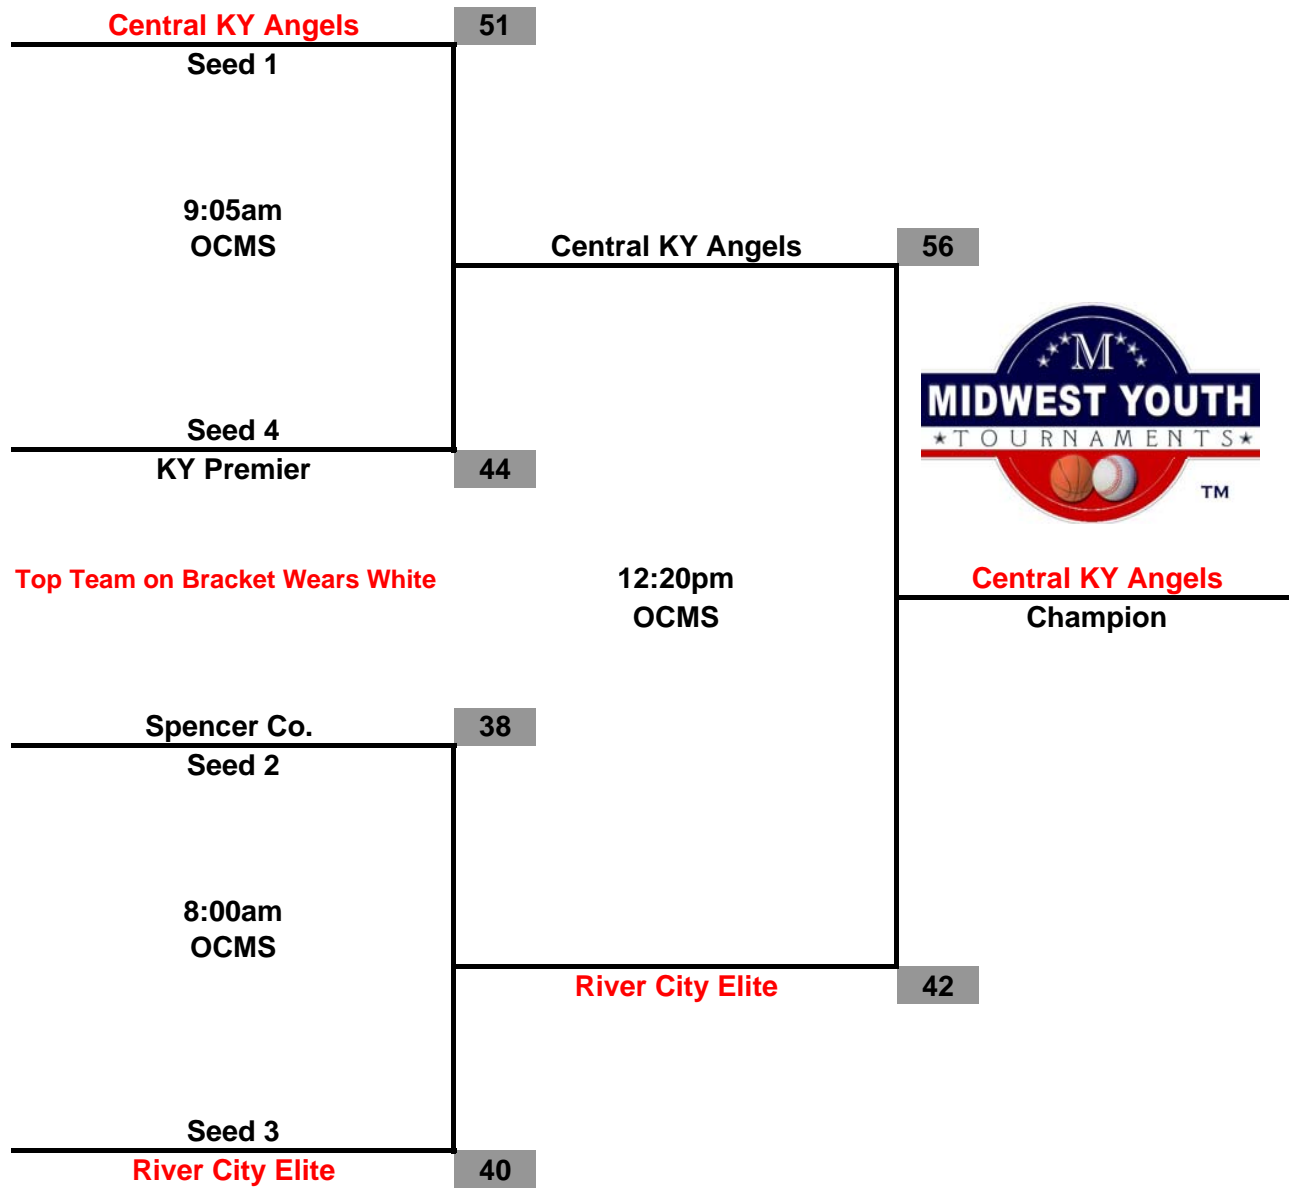 Central KY Angels 51
Seed 1
9:05am
OCMS
Central KY Angels 56
M
MIDWEST YOUTH
TOURNAMENTS
TM
Seed 4
KY Premier 44
Top Team on Bracket Wears White
12:20pm
OCMS
Central KY Angels
Champion
Spencer Co. 38
Seed 2
8:00am
OCMS
River City Elite 42
Seed 3
River City Elite 40